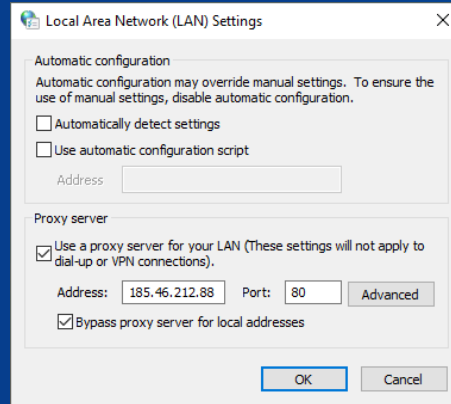 Local Area Network (LAN) Settings
Automatic configuration
Automatic configuration may override manual settings. To ensure the
use of manual settings, disable automatic configuration.
Automatically detect settings
Use automatic configuration script
Address
Proxy server
Use a proxy server for your LAN (These settings will not apply to
dial-up or VPN connections).
Address: 185.46.212.88 Port: 80 Advanced
Bypass proxy server for local addresses
OK Cancel